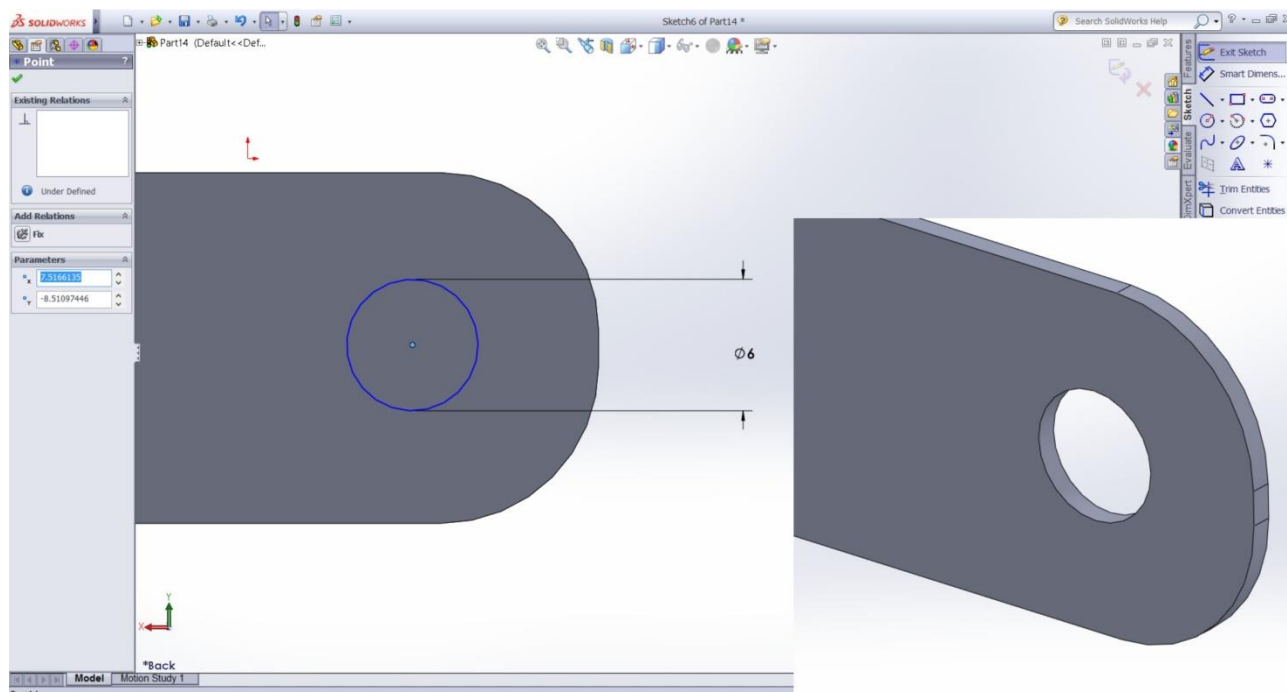 SOLIDWORKS
Sketch6 of Part14 *
Search SolidWorks Help
Part14 (Default<<Def...
Point
?
Existing Relations
Under Defined
Add Relations
Fix
Parameters
x 7.5166135
Y -8.51097446
Exit Sketch
Smart Dimens...
Trim Entities
Convert Entities
Features
Sketch
Evaluate
DimXpert
∅6
Y
X
*Back
Model
Motion Study 1